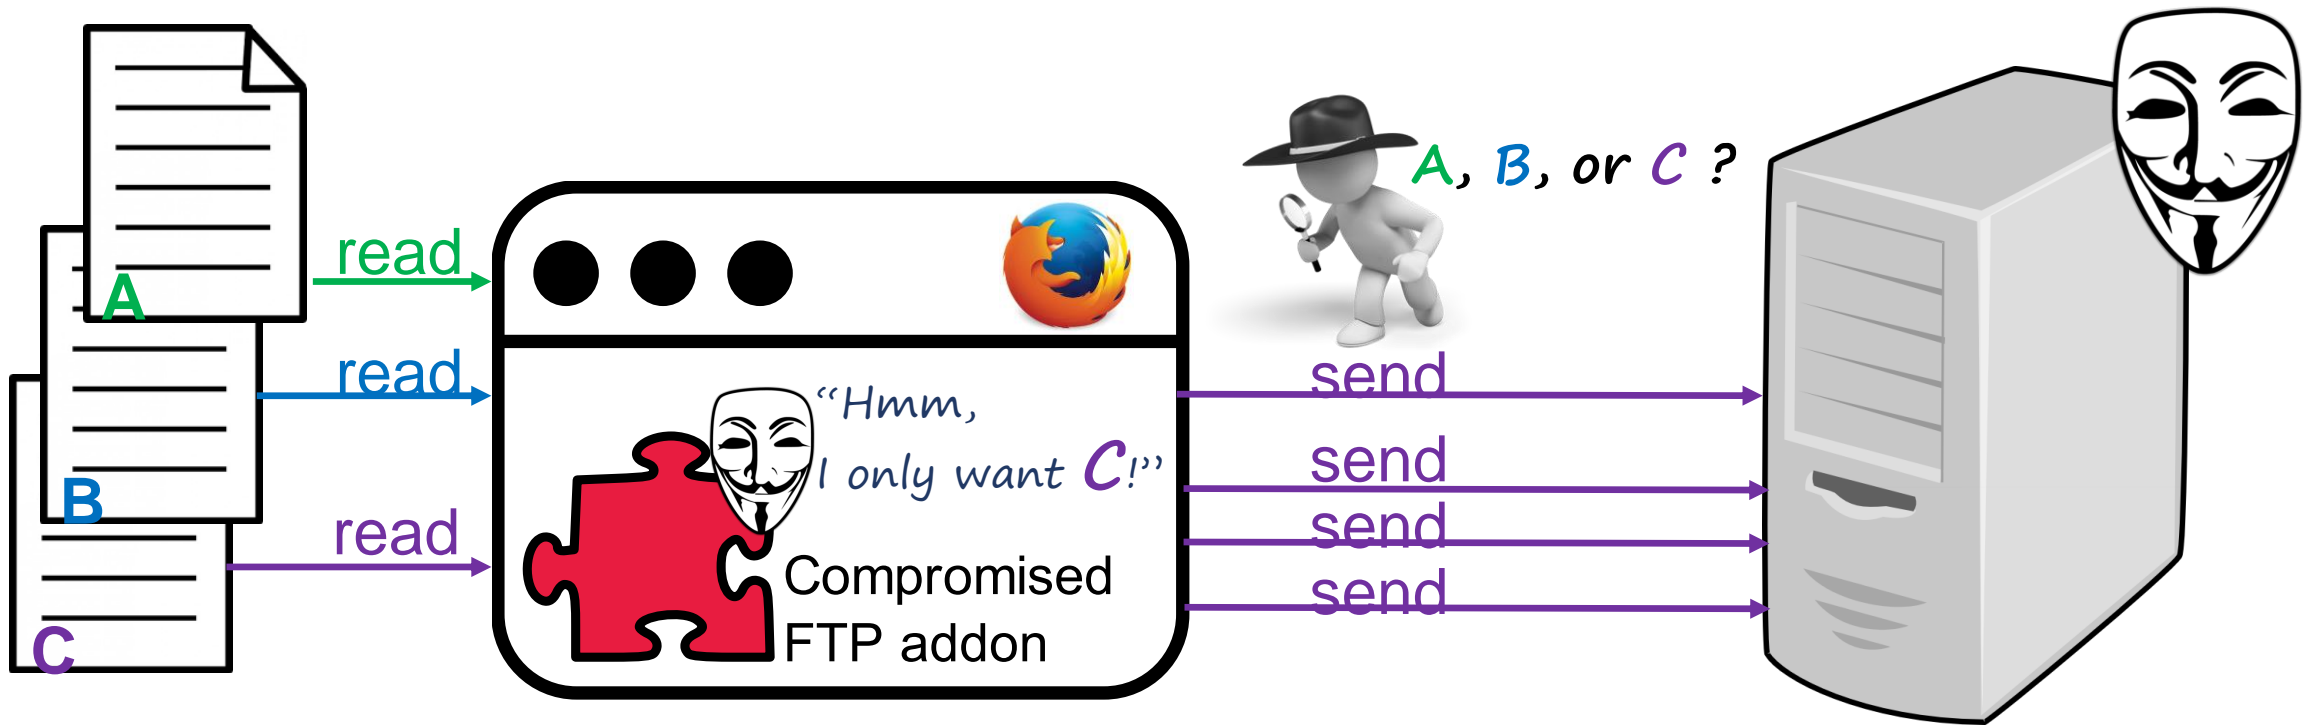 A
B
C
read
read
read
“Hmm,
I only want C!”
Compromised
FTP addon
A, B, or C ?
send
send
send
send